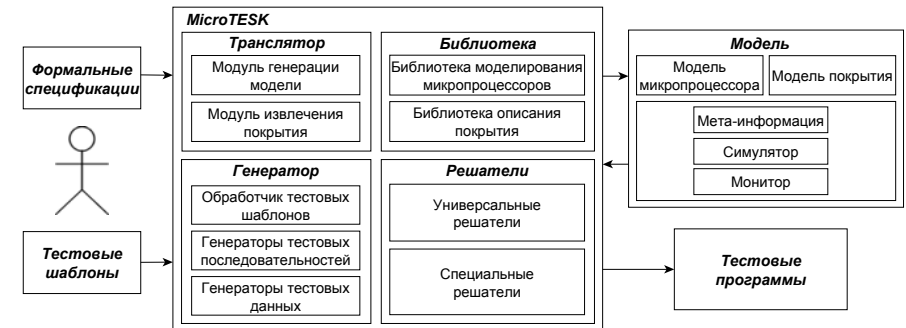 MicroTESK
Формальные
спецификации
Транслятор
Модуль генерации
модели
Модуль извлечения
покрытия
Библиотека
Библиотека моделирования
микропроцессоров
Библиотека описания
покрытия
Модель
Модель
микропроцессора
Модель покрытия
Мета-информация
Симулятор
Монитор
Тестовые
шаблоны
Генератор
Обработчик тестовых
шаблонов
Генераторы тестовых
последовательностей
Генераторы тестовых
данных
Решатели
Универсальные
решатели
Специальные
решатели
Тестовые
программы